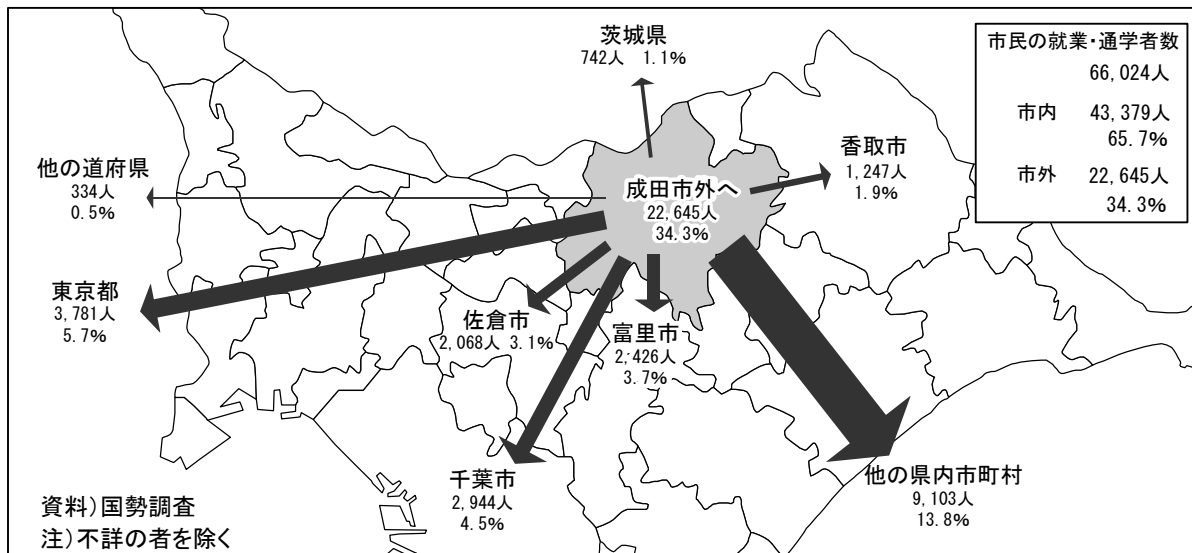 茨城県
742人 1.1%
市民の就業・通学者数
66,024人
市内 43,379人
65.7%
市外 22,645人
34.3%
香取市
1,247人
1.9%
他の道府県
334人
0.5%
成田市外へ
22,645人
34.3%
東京都
3,781人
5.7%
佐倉市
2,068人 3.1%
富里市
2,426人
3.7%
千葉市
2,944人
4.5%
他の県内市町村
9,103人
13.8%
資料)国勢調査
注)不詳の者を除く